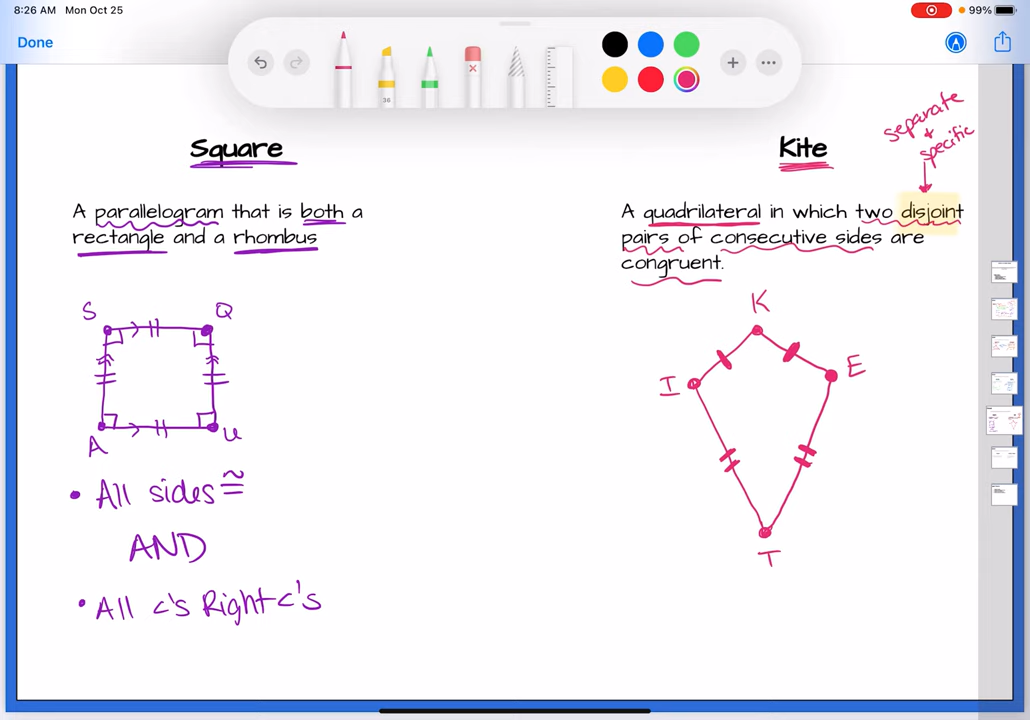 8:26 AM Mon Oct 25
99%
Done
38
Square
A parallelogram that is both a
rectangle and a rhombus
S Q
A U
• All sides ≅
AND
• All <'s Right <'s
Kite
separate
+
specific
A quadrilateral in which two disjoint
pairs of consecutive sides are
congruent.
K
I E
T